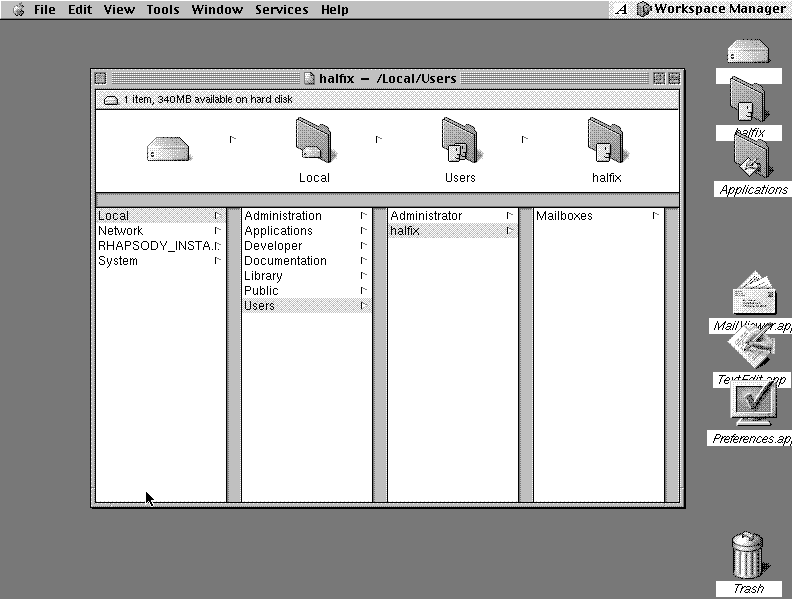 File Edit View Tools Window Services Help A Workspace Manager
halfix — /Local/Users
1 item, 340MB available on hard disk
Local
Users
halfix
Local
Network
RHAPSODY_INSTA.
System
Administration
Applications
Developer
Documentation
Library
Public
Users
Administrator
halfix
Mailboxes
halfix
Applications
MailViewer.app
TextEdit.app
Preferences.app
Trash